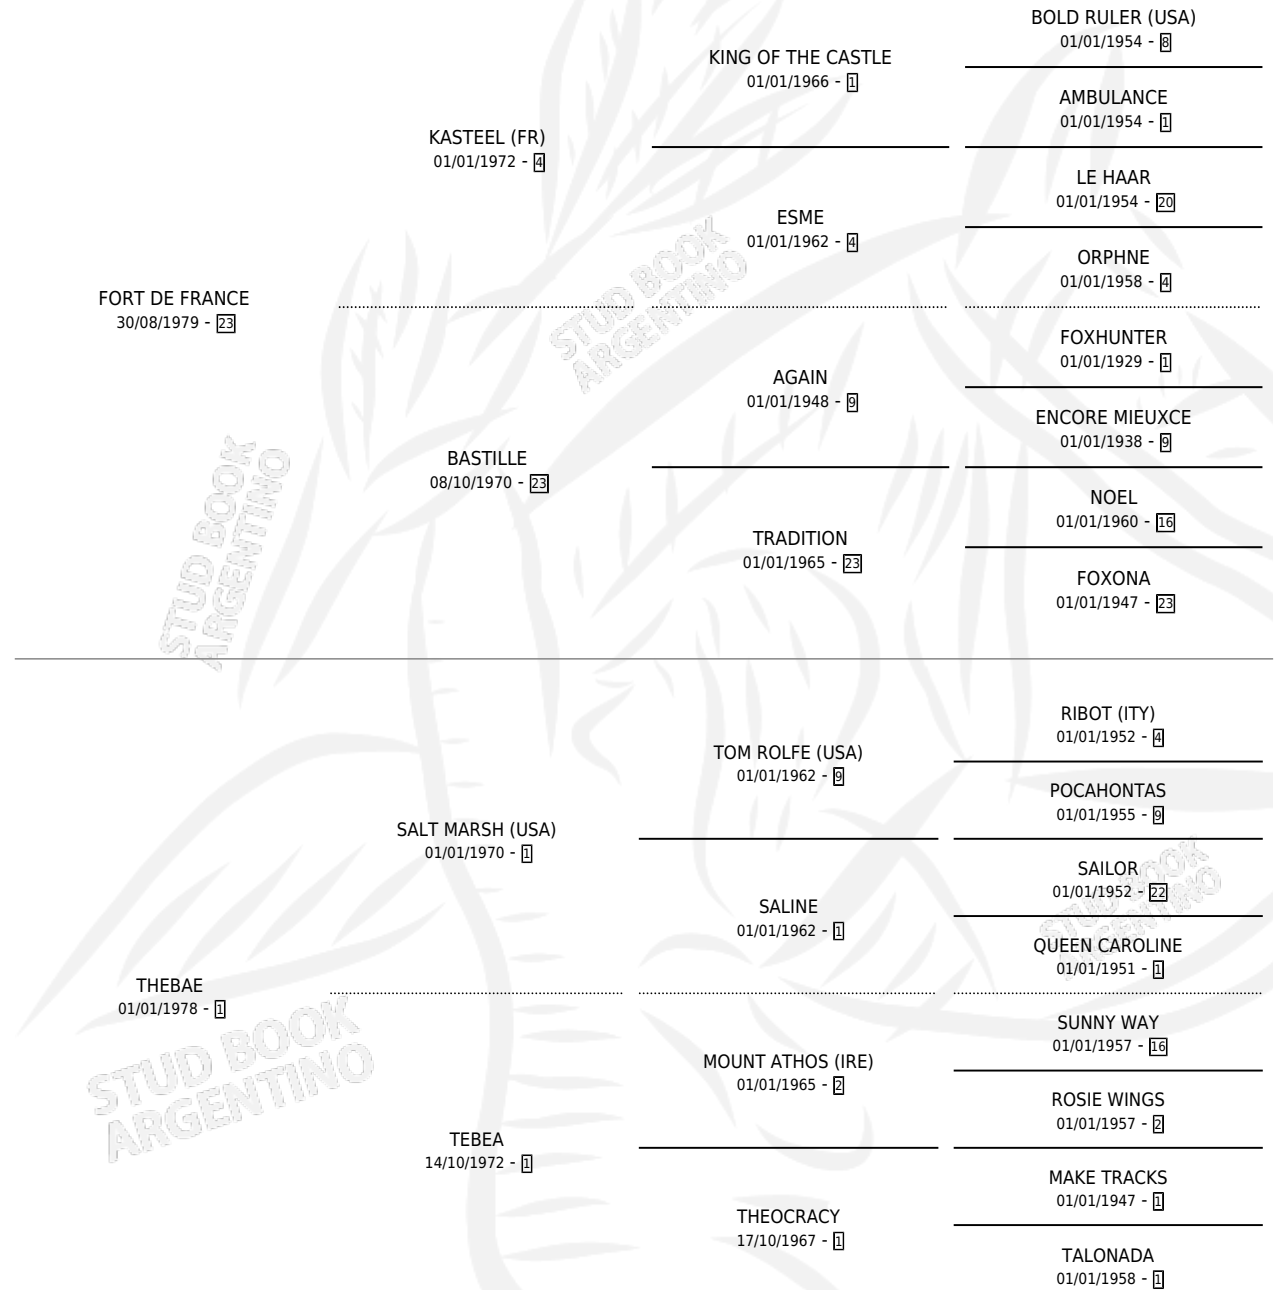 BOLD RULER (USA)
01/01/1954 - 8
KING OF THE CASTLE
01/01/1966 - 1
AMBULANCE
01/01/1954 - 1
KASTEEL (FR)
01/01/1972 - 4
LE HAAR
01/01/1954 - 20
ESME
01/01/1962 - 4
ORPHNE
01/01/1958 - 4
FORT DE FRANCE
30/08/1979 - 23
FOXHUNTER
01/01/1929 - 1
AGAIN
01/01/1948 - 9
ENCORE MIEUXCE
01/01/1938 - 9
BASTILLE
08/10/1970 - 23
NOEL
01/01/1960 - 16
TRADITION
01/01/1965 - 23
FOXONA
01/01/1947 - 23
STUD BOOK
ARGENTINO
STUD BOOK
ARGENTINO
RIBOT (ITY)
01/01/1952 - 4
TOM ROLFE (USA)
01/01/1962 - 9
POCAHONTAS
01/01/1955 - 9
SALT MARSH (USA)
01/01/1970 - 1
SAILOR
01/01/1952 - 22
SALINE
01/01/1962 - 1
QUEEN CAROLINE
01/01/1951 - 1
THEBAE
01/01/1978 - 1
SUNNY WAY
01/01/1957 - 16
MOUNT ATHOS (IRE)
01/01/1965 - 2
ROSIE WINGS
01/01/1957 - 2
TEBEA
14/10/1972 - 1
MAKE TRACKS
01/01/1947 - 1
THEOCRACY
17/10/1967 - 1
TALONADA
01/01/1958 - 1
STUD BOOK
ARGENTINO
STUD BOOK
ARGENTINO